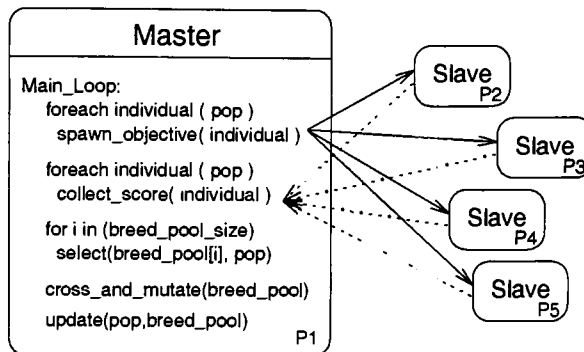 Master
Main_Loop:
foreach individual ( pop )
spawn_objective( individual )
foreach individual ( pop )
collect_score( individual )
for i in (breed_pool_size)
select(breed_pool[i], pop)
cross_and_mutate(breed_pool)
update(pop,breed_pool)
P1
Slave
P2
Slave
P3
Slave
P4
Slave
P5